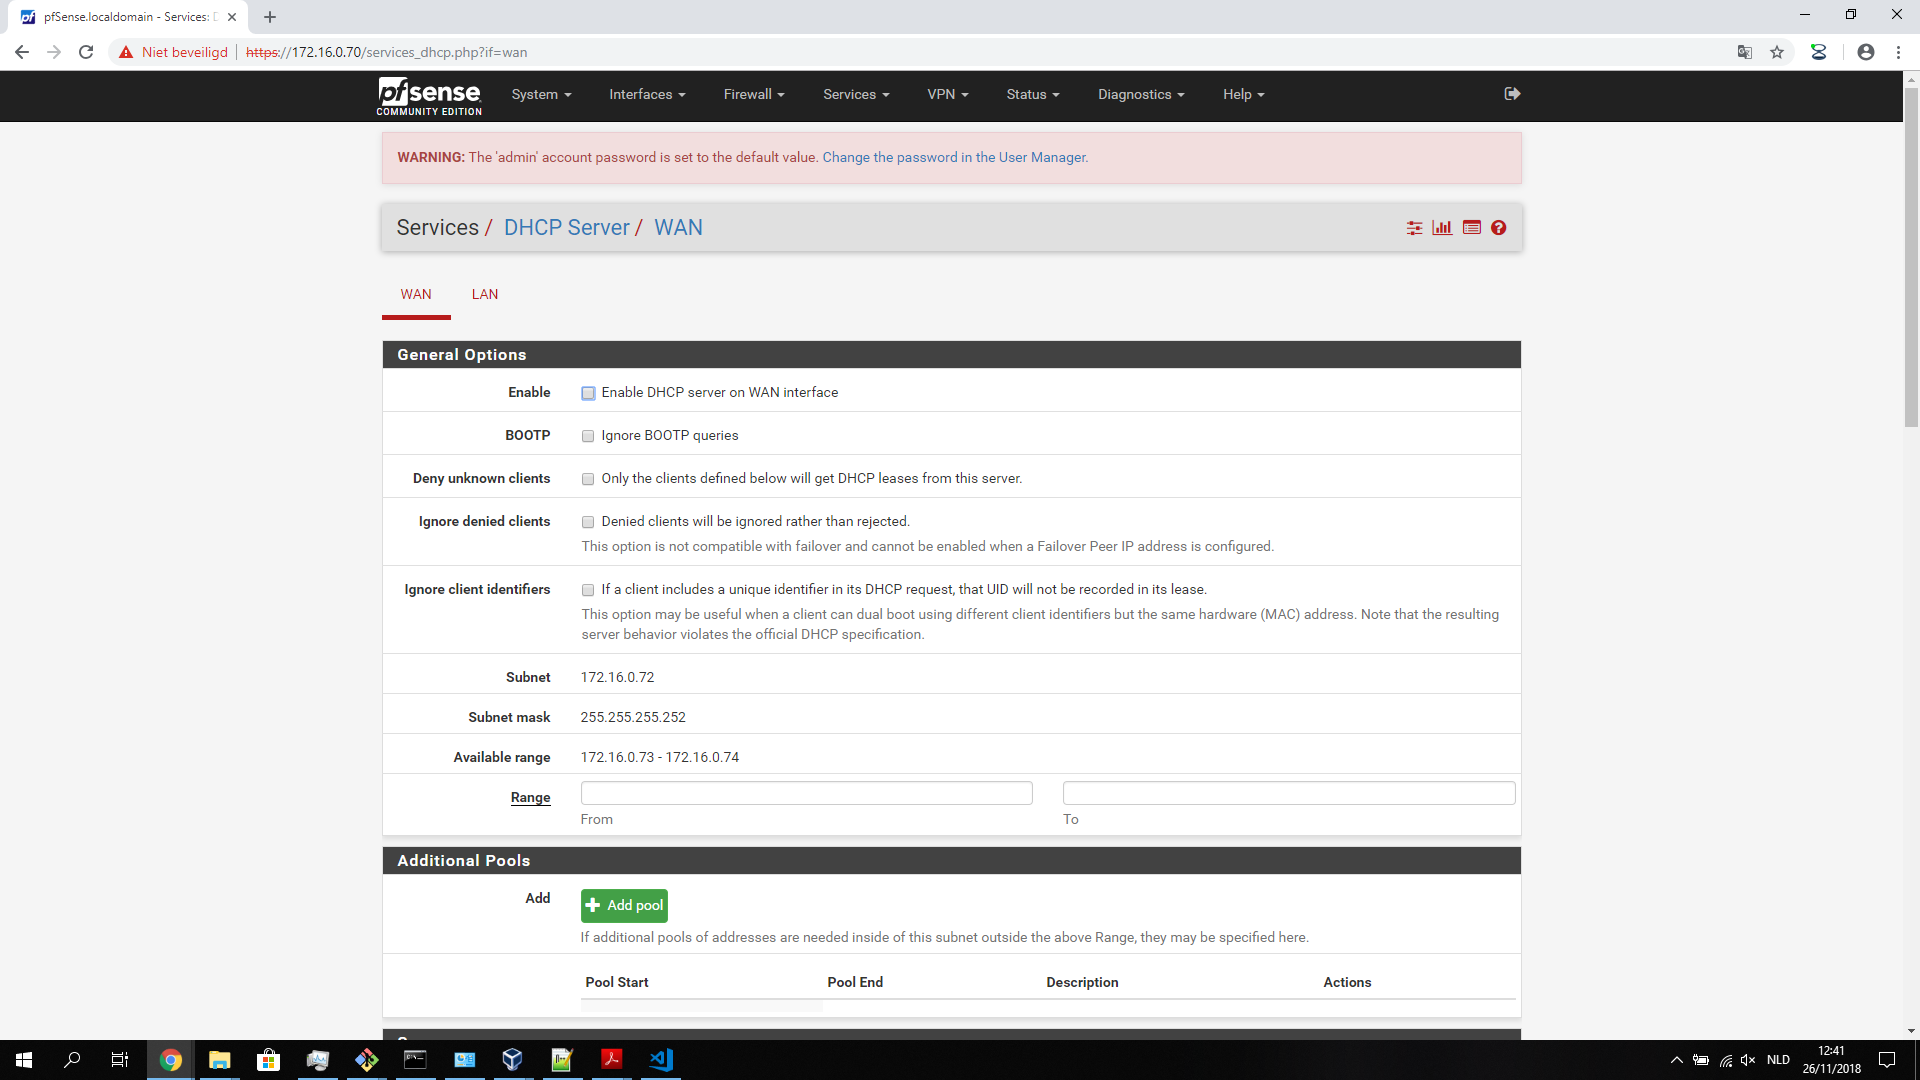 pfSense.localdomain - Services: D
Niet beveiligd
https://172.16.0.70/services_dhcp.php?if=wan
pfsense
COMMUNITY EDITION
System
Interfaces
Firewall
Services
VPN
Status
Diagnostics
Help
WARNING: The 'admin' account password is set to the default value. Change the password in the User Manager.
Services / DHCP Server / WAN
WAN
LAN
General Options
Enable
Enable DHCP server on WAN interface
BOOTP
Ignore BOOTP queries
Deny unknown clients
Only the clients defined below will get DHCP leases from this server.
Ignore denied clients
Denied clients will be ignored rather than rejected.
This option is not compatible with failover and cannot be enabled when a Failover Peer IP address is configured.
Ignore client identifiers
If a client includes a unique identifier in its DHCP request, that UID will not be recorded in its lease.
This option may be useful when a client can dual boot using different client identifiers but the same hardware (MAC) address. Note that the resulting
server behavior violates the official DHCP specification.
Subnet
172.16.0.72
Subnet mask
255.255.255.252
Available range
172.16.0.73 - 172.16.0.74
Range
From
To
Additional Pools
Add
Add pool
If additional pools of addresses are needed inside of this subnet outside the above Range, they may be specified here.
Pool Start
Pool End
Description
Actions
NLD
12:41
26/11/2018